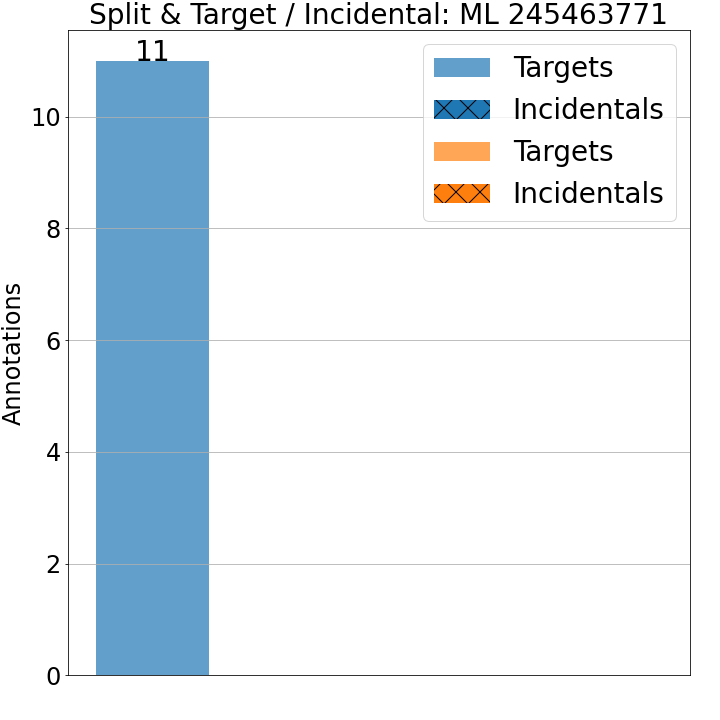 Split & Target / Incidental: ML 245463771
11
Targets
Incidentals
Targets
Incidentals
10
8
6
4
2
0
Annotations